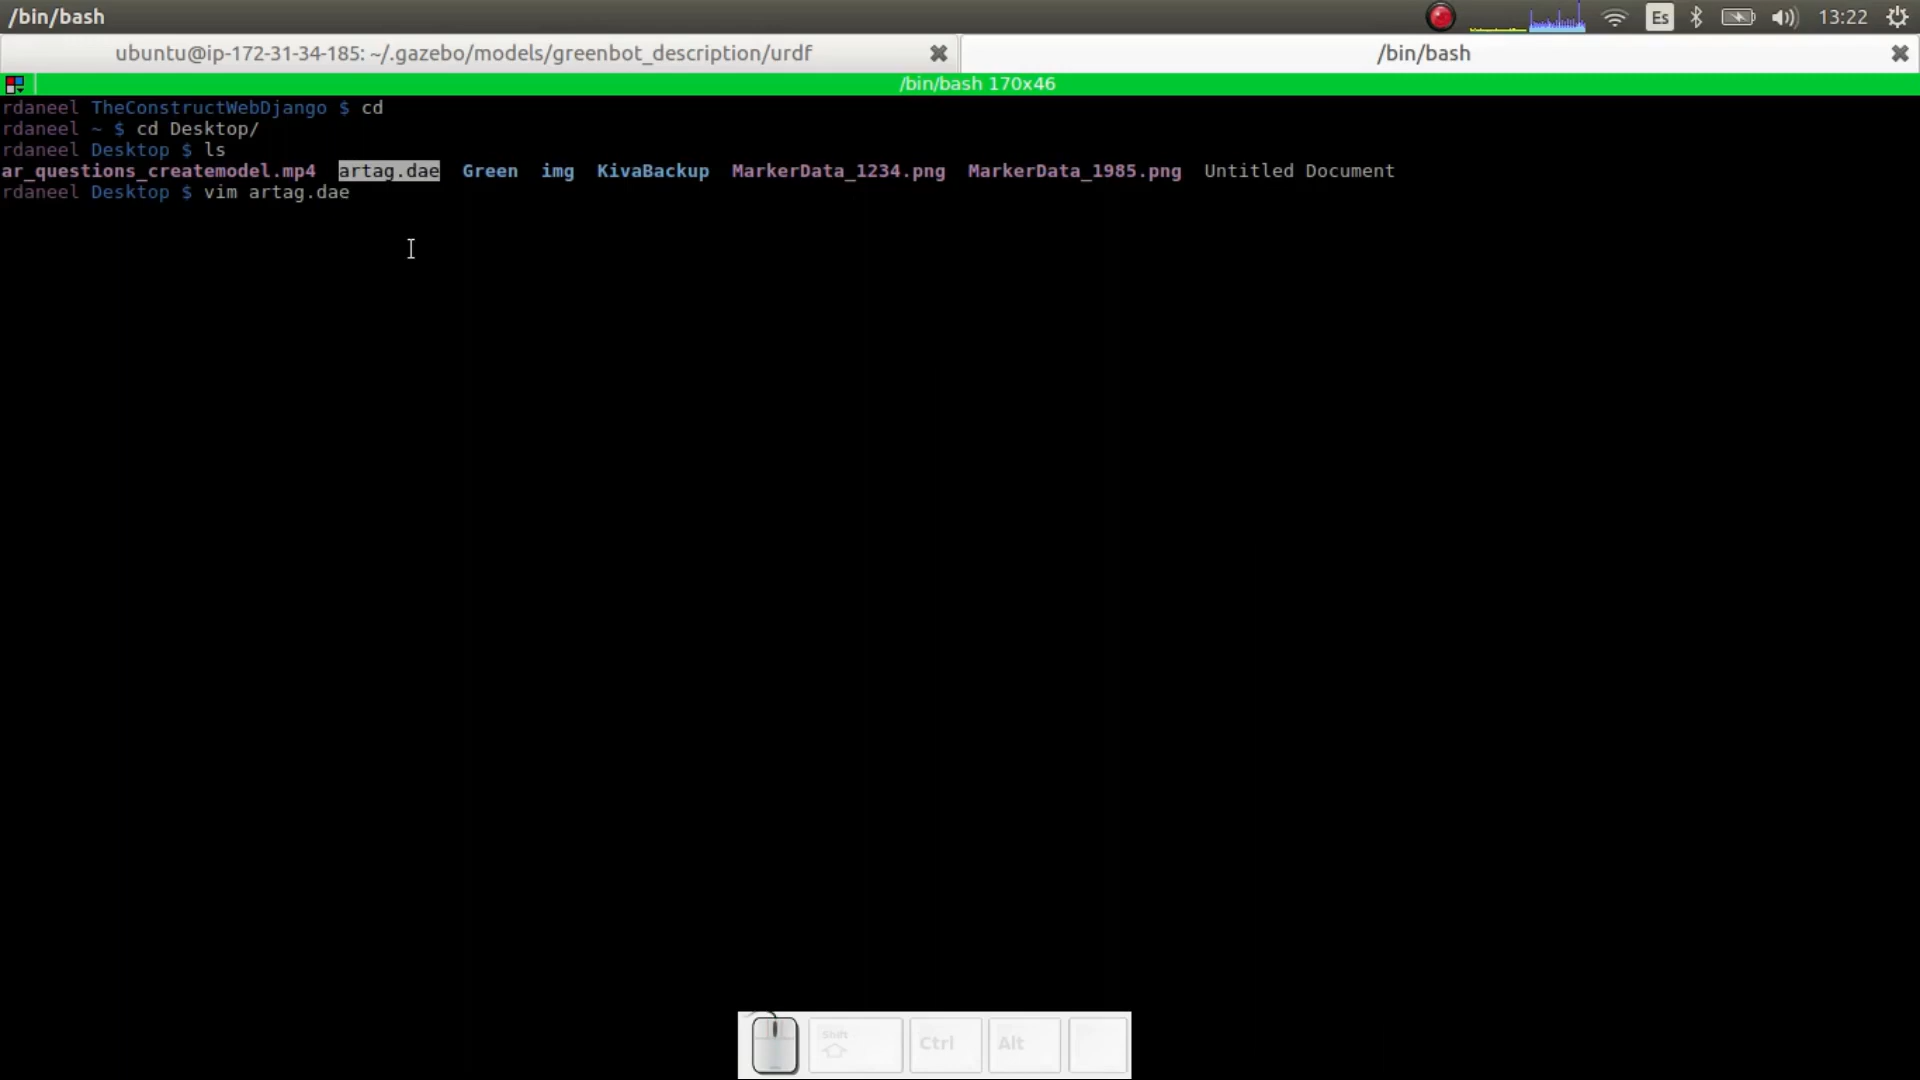 /bin/bash
Es
13:22
ubuntu@ip-172-31-34-185: ~/.gazebo/models/greenbot_description/urdf
/bin/bash
/bin/bash 170x46
rdaneel TheConstructWebDjango $ cd
rdaneel ~ $ cd Desktop/
rdaneel Desktop $ ls
ar_questions_createmodel.mp4 artag.dae Green img KivaBackup MarkerData_1234.png MarkerData_1985.png Untitled Document
rdaneel Desktop $ vim artag.dae
Shift
Ctrl
Alt